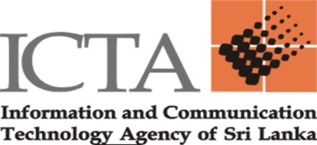 ICTA
Information and Communication
Technology Agency of Sri Lanka